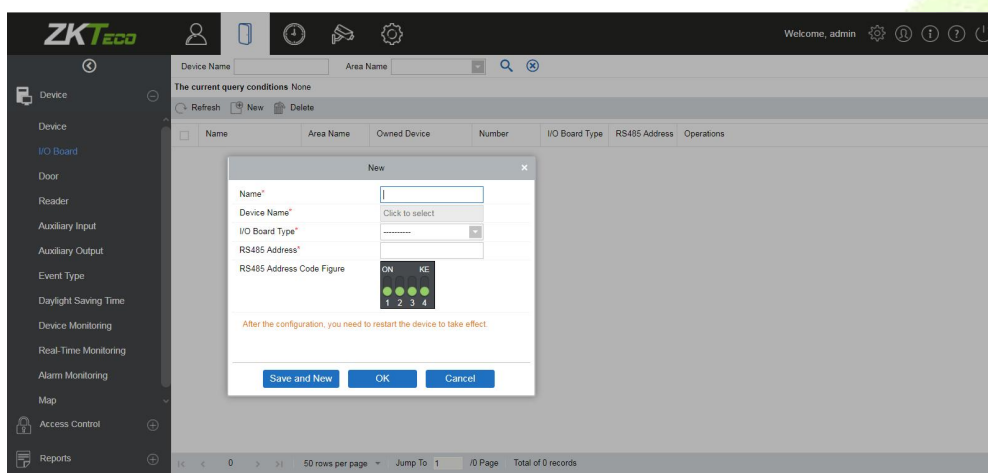 ZKTeco
Welcome, admin
Device Name
Area Name
The current query conditions None
Refresh New Delete
Name Area Name Owned Device Number I/O Board Type RS485 Address Operations
Device
Device
I/O Board
Door
Reader
Auxiliary Input
Auxiliary Output
Event Type
Daylight Saving Time
Device Monitoring
Real-Time Monitoring
Alarm Monitoring
Map
Access Control
Reports
New
Name*
Device Name* Click to select
I/O Board Type* ----------
RS485 Address*
RS485 Address Code Figure
ON KE
1 2 3 4
After the configuration, you need to restart the device to take effect.
Save and New OK Cancel
0 50 rows per page Jump To 1 /0 Page Total of 0 records